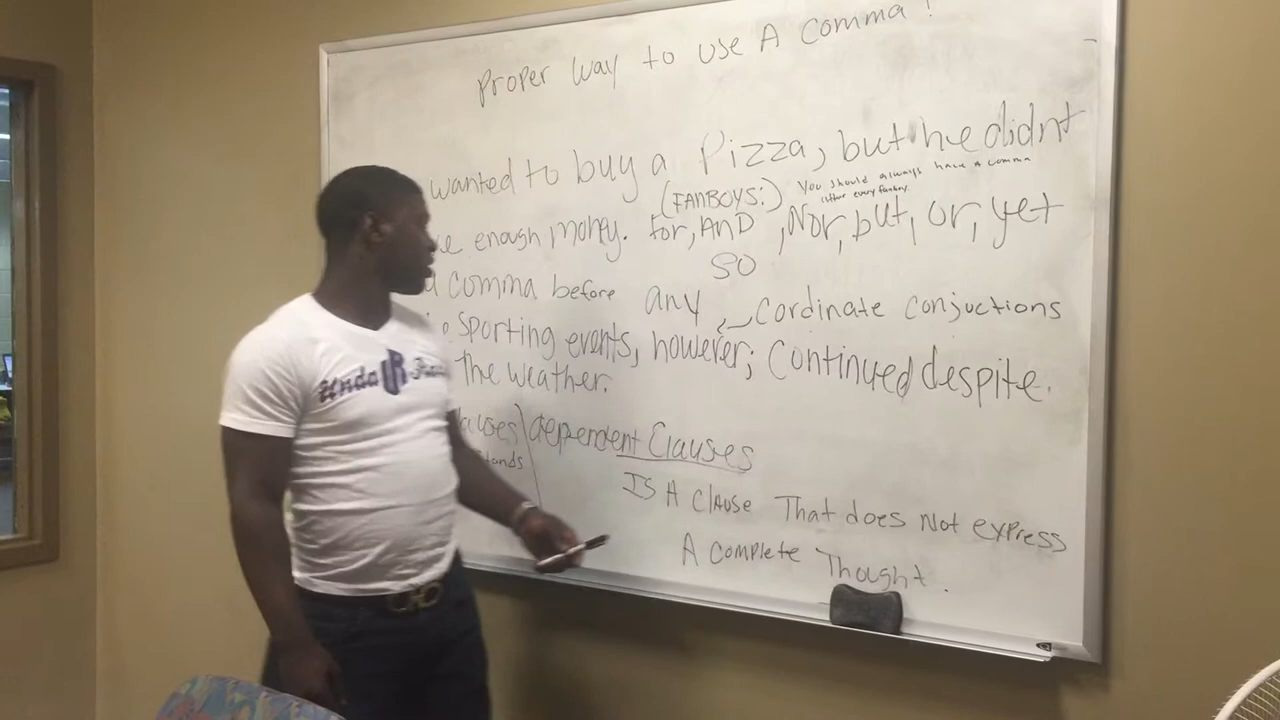 Proper way to use A comma!
wanted to buy a Pizza, but he didnt
(FANBOYS:) You should always have a comma
after every fanboy.
enough money. for, AND, Nor, but, or, yet
so
a comma before any, cordinate conjuctions
sporting events, however; continued despite.
the weather.
dependent Clauses
Is A clause That does Not express
A complete Thought.
Unda UR